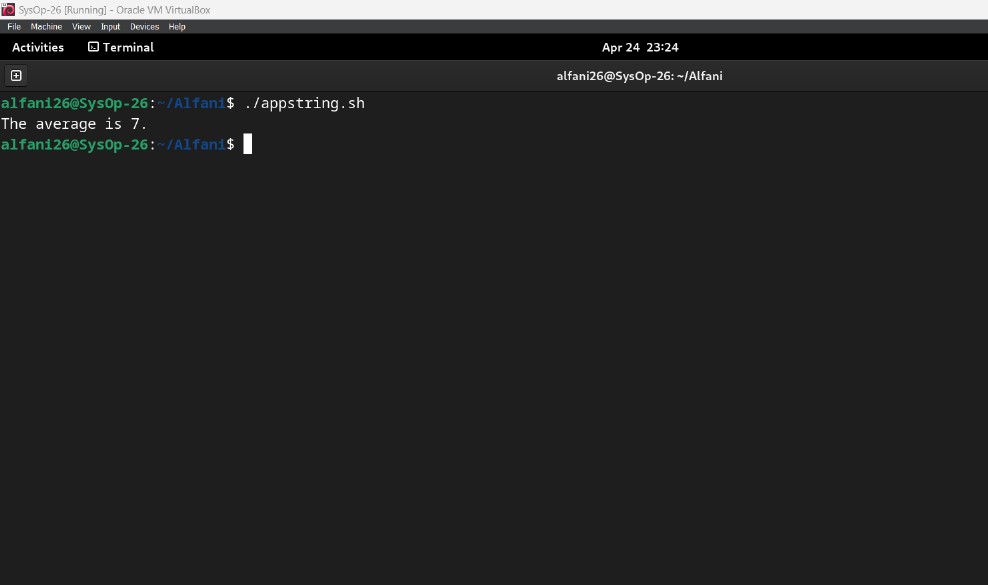 SysOp-26 [Running] - Oracle VM VirtualBox
File Machine View Input Devices Help
Activities Terminal Apr 24 23:24
alfani26@SysOp-26: ~/Alfani
alfani26@SysOp-26:~/Alfani$ ./appstring.sh
The average is 7.
alfani26@SysOp-26:~/Alfani$